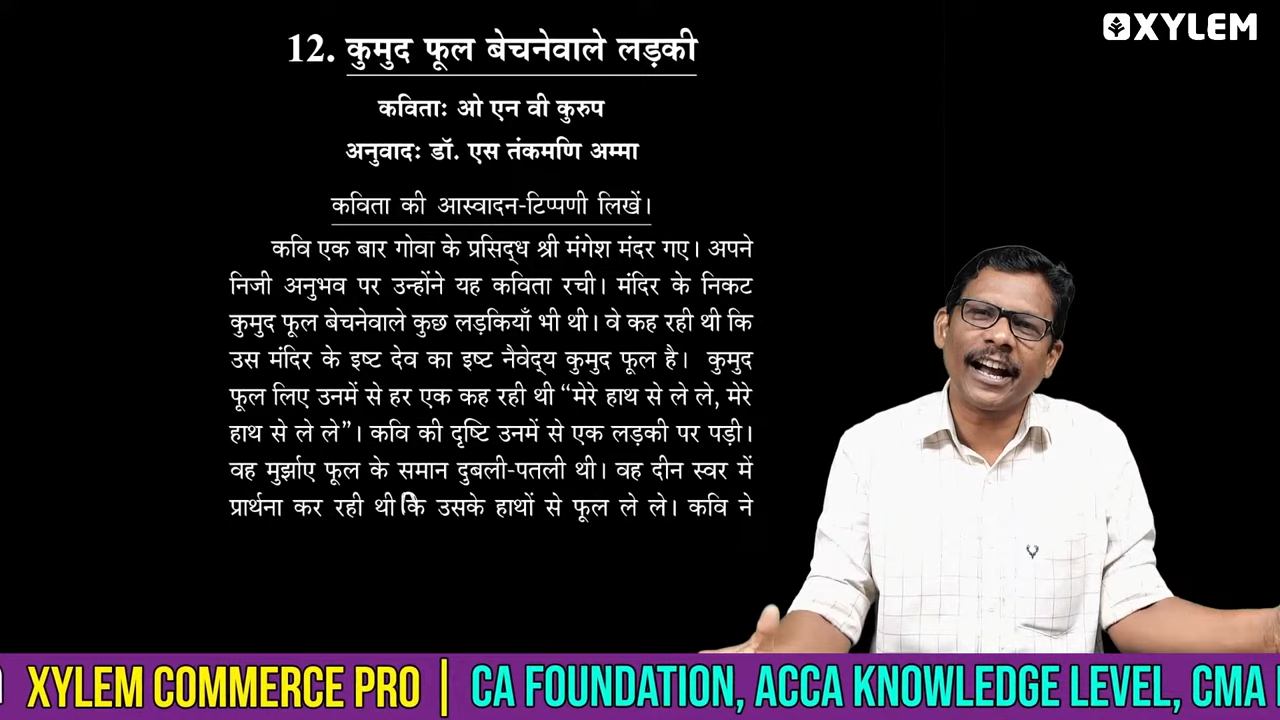 XYLEM
12. कुमुद फूल बेचनेवाले लड़की
कविताः ओ एन वी कुरुप
अनुवादः डॉ. एस तंकमणि अम्मा
कविता की आस्वादन-टिप्पणी लिखें।
कवि एक बार गोवा के प्रसिद्ध श्री मंगेश मंदर गए। अपने
निजी अनुभव पर उन्होंने यह कविता रची। मंदिर के निकट
कुमुद फूल बेचनेवाले कुछ लड़कियाँ भी थी। वे कह रही थी कि
उस मंदिर के इष्ट देव का इष्ट नैवेद्य कुमुद फूल है। कुमुद
फूल लिए उनमें से हर एक कह रही थी “मेरे हाथ से ले ले, मेरे
हाथ से ले ले”। कवि की दृष्टि उनमें से एक लड़की पर पड़ी।
वह मुर्झाए फूल के समान दुबली-पतली थी। वह दीन स्वर में
प्रार्थना कर रही थी कि उसके हाथों से फूल ले ले। कवि ने
XYLEM COMMERCE PRO | CA FOUNDATION, ACCA KNOWLEDGE LEVEL, CMA